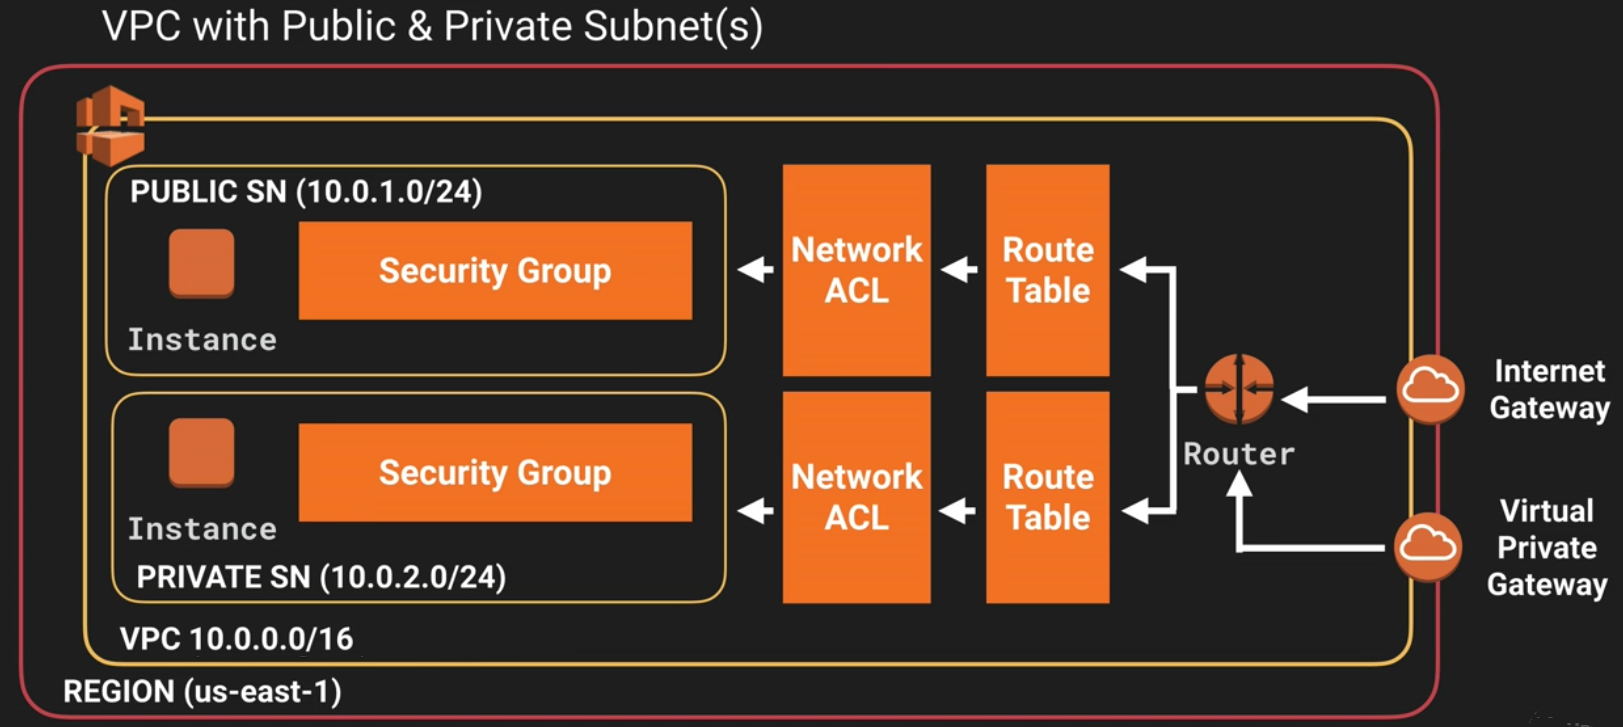 VPC with Public & Private Subnet(s)
PUBLIC SN (10.0.1.0/24)
Security Group
Instance
Network
ACL
Route
Table
Security Group
Instance
PRIVATE SN (10.0.2.0/24)
Network
ACL
Route
Table
Router
Internet
Gateway
Virtual
Private
Gateway
VPC 10.0.0.0/16
REGION (us-east-1)